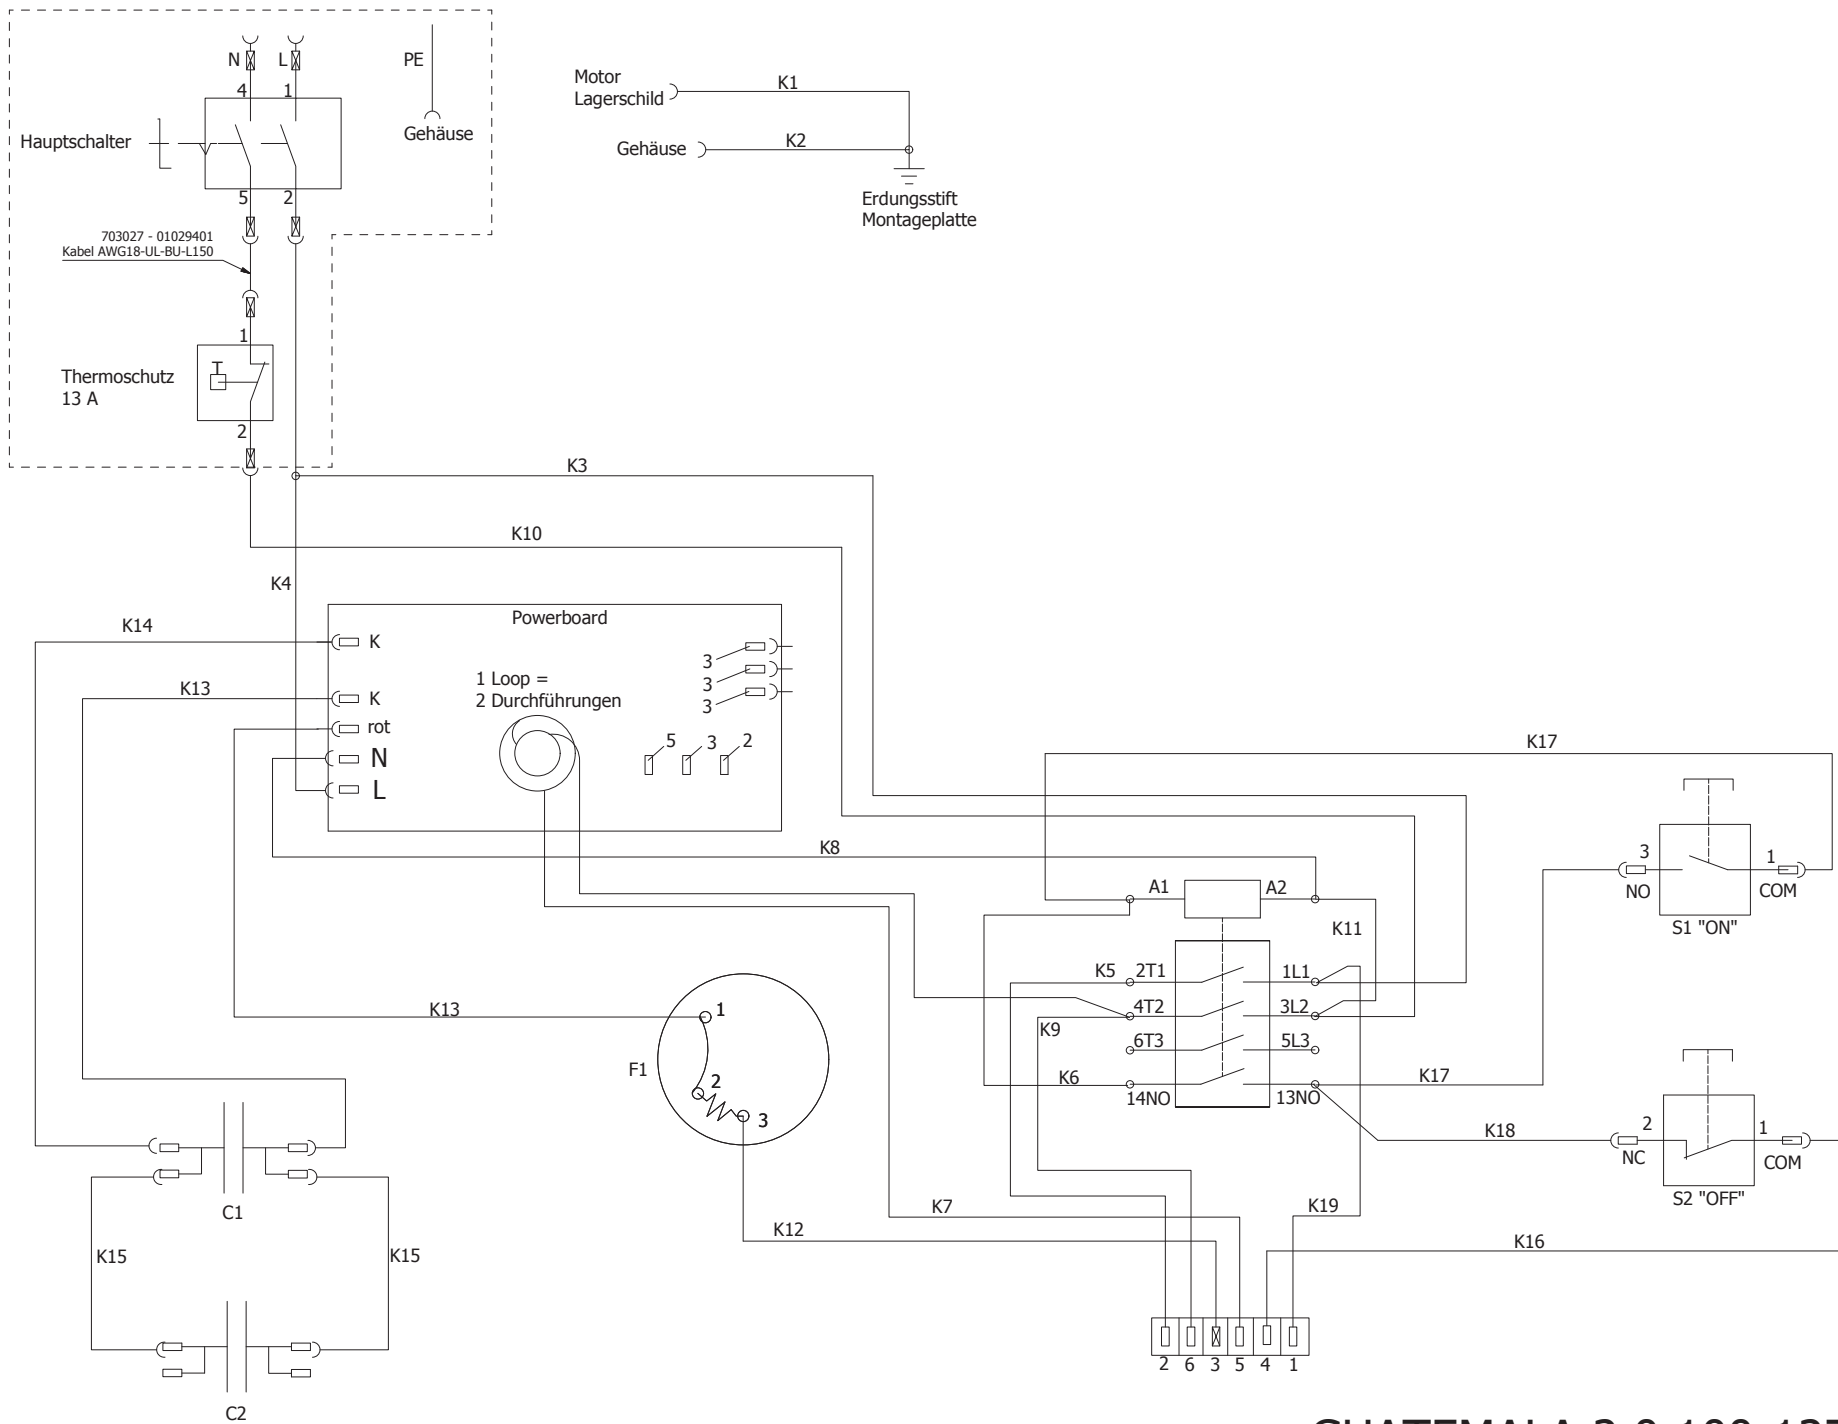 N
L
PE
4
1
Hauptschalter
Gehäuse
5
2
703027 - 01029401
Kabel AWG18-UL-BU-L150
1
T
Thermoschutz
13 A
2
Motor
Lagerschild
K1
Gehäuse
K2
Erdungsstift
Montageplatte
K3
K10
K4
Powerboard
K14
K
K13
K
rot
N
L
1 Loop =
2 Durchführungen
3
3
3
5
3
2
K17
K8
3
1
NO
COM
S1 "ON"
A1
A2
K11
K5
2T1
1L1
4T2
3L2
K9
6T3
5L3
K6
14NO
13NO
K17
K13
1
F1
2
3
K18
2
1
NC
COM
S2 "OFF"
C1
K15
K15
C2
K7
K12
K19
K16
2
6
3
5
4
1